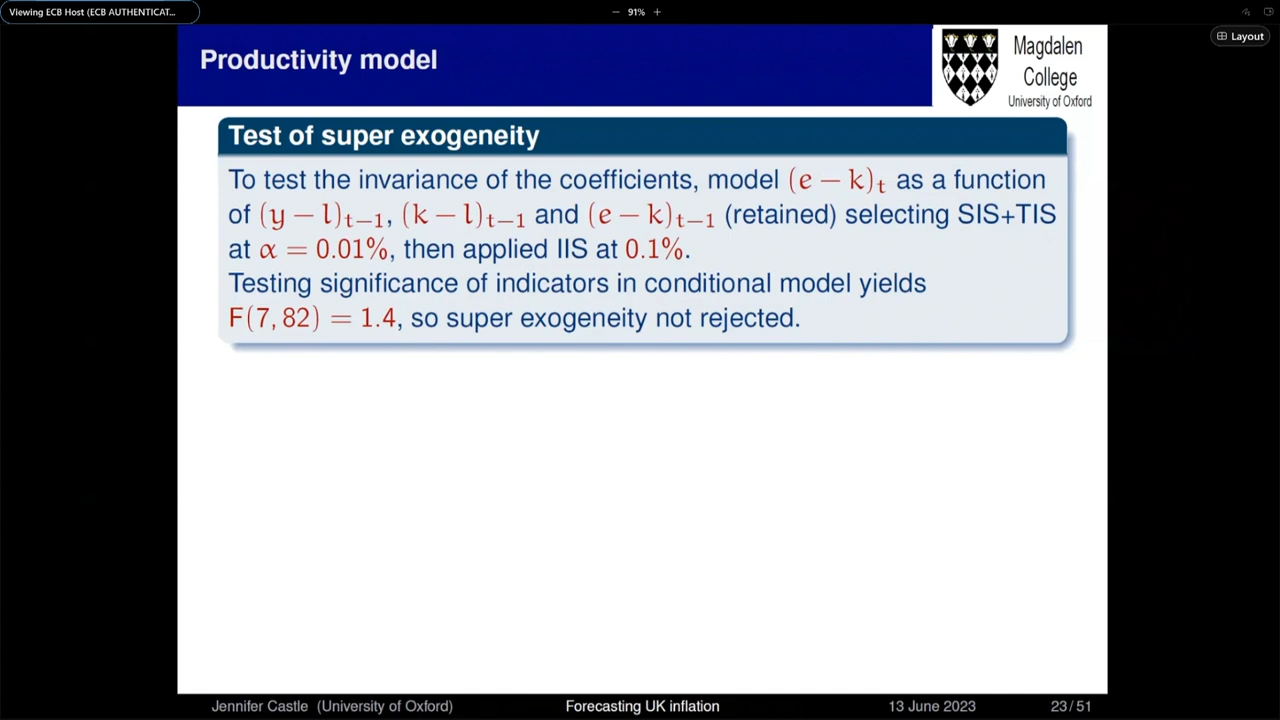 Viewing ECB Host (ECB AUTHENTICAT...
− 91% +
Layout
Productivity model
Magdalen
College
University of Oxford
Test of super exogeneity
To test the invariance of the coefficients, model (e − k)t as a function
of (y − l)t−1, (k − l)t−1 and (e − k)t−1 (retained) selecting SIS+TIS
at α = 0.01%, then applied IIS at 0.1%.
Testing significance of indicators in conditional model yields
F(7, 82) = 1.4, so super exogeneity not rejected.
Jennifer Castle (University of Oxford) Forecasting UK inflation 13 June 2023 23 / 51